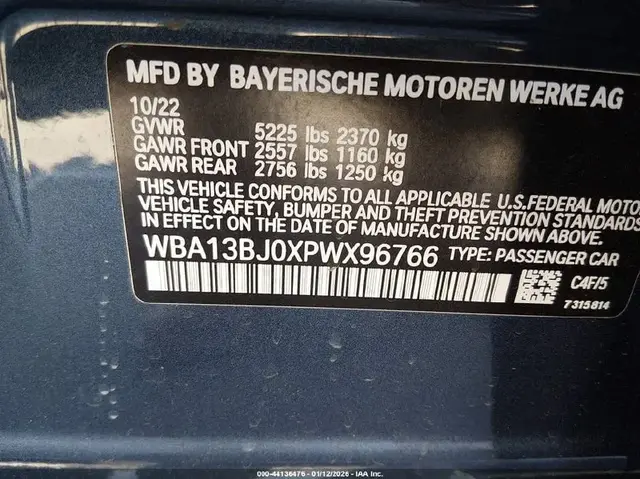 MFD BY BAYERISCHE MOTOREN WERKE AG
10/22
GVWR 5225 lbs 2370 kg
GAWR FRONT 2557 lbs 1160 kg
GAWR REAR 2756 lbs 1250 kg
THIS VEHICLE CONFORMS TO ALL APPLICABLE U.S.FEDERAL MOTO
VEHICLE SAFETY, BUMPER AND THEFT PREVENTION STANDARDS
IN EFFECT ON THE DATE OF MANUFACTURE SHOWN ABOVE.
WBA13BJ0XPWX96766 TYPE: PASSENGER CAR
C4F/5
7315814
090-44136476 - 01/12/2026 - IAA Inc.